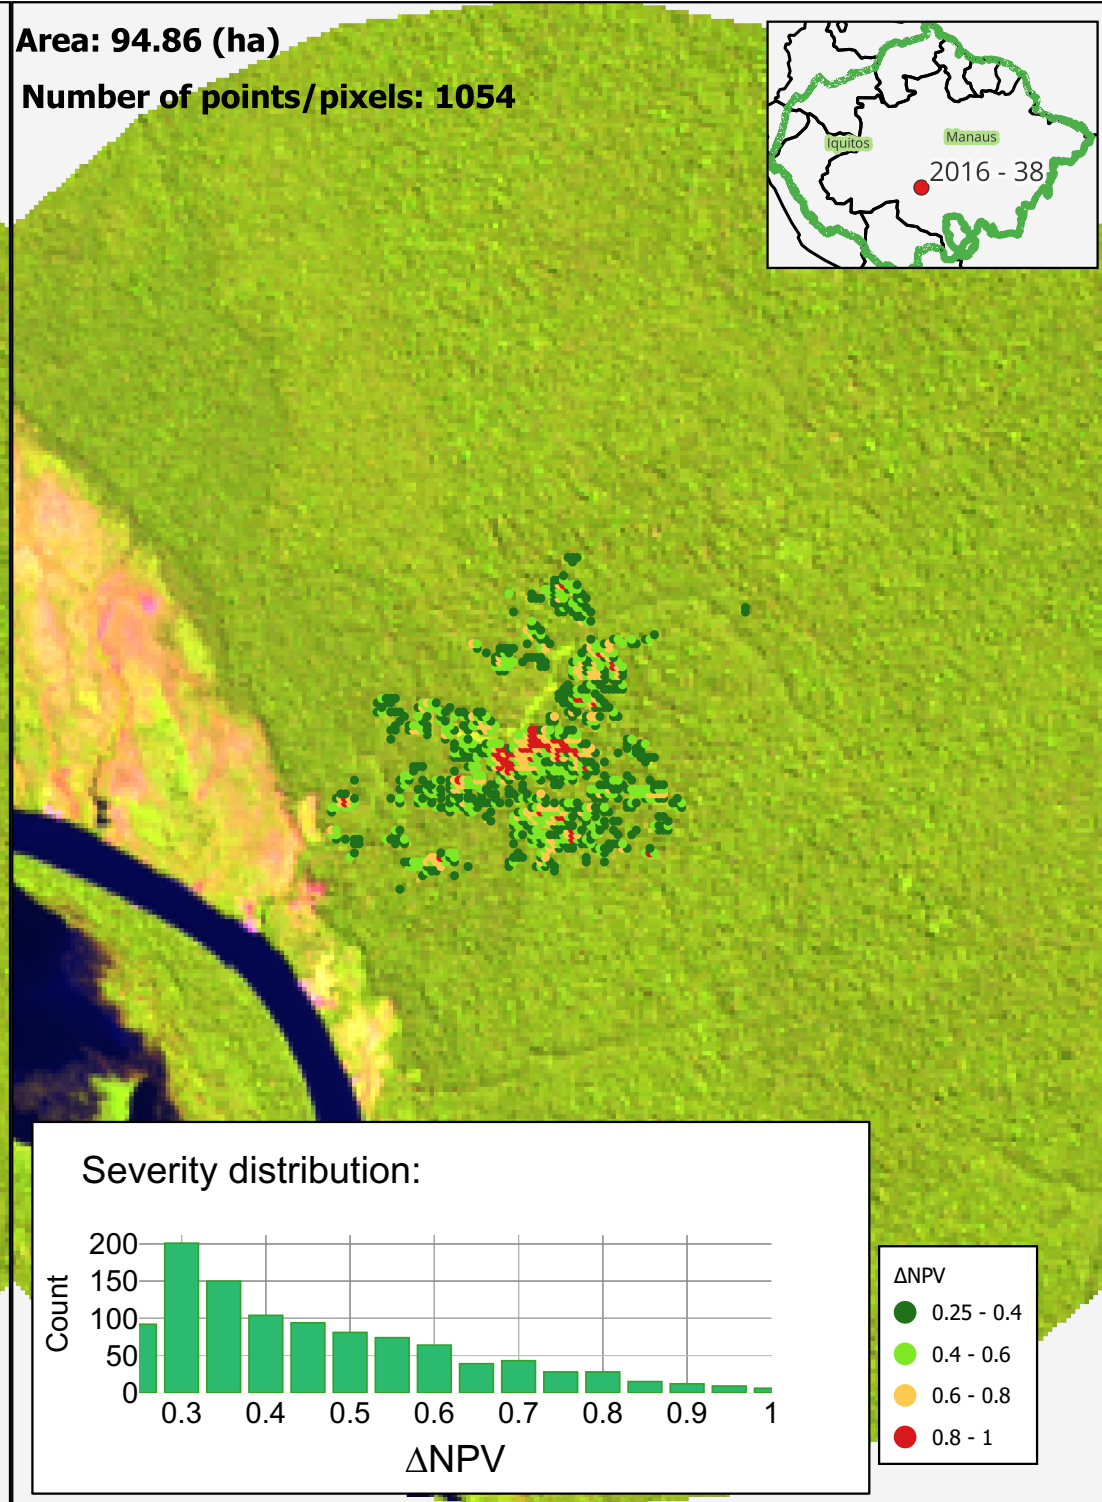 Area: 94.86 (ha)
Number of points/pixels: 1054
Iquitos
Manaus
2016 - 38
Severity distribution:
200
150
100
50
0
Count
0.3 0.4 0.5 0.6 0.7 0.8 0.9 1
ΔNPV
ΔNPV
0.25 - 0.4
0.4 - 0.6
0.6 - 0.8
0.8 - 1